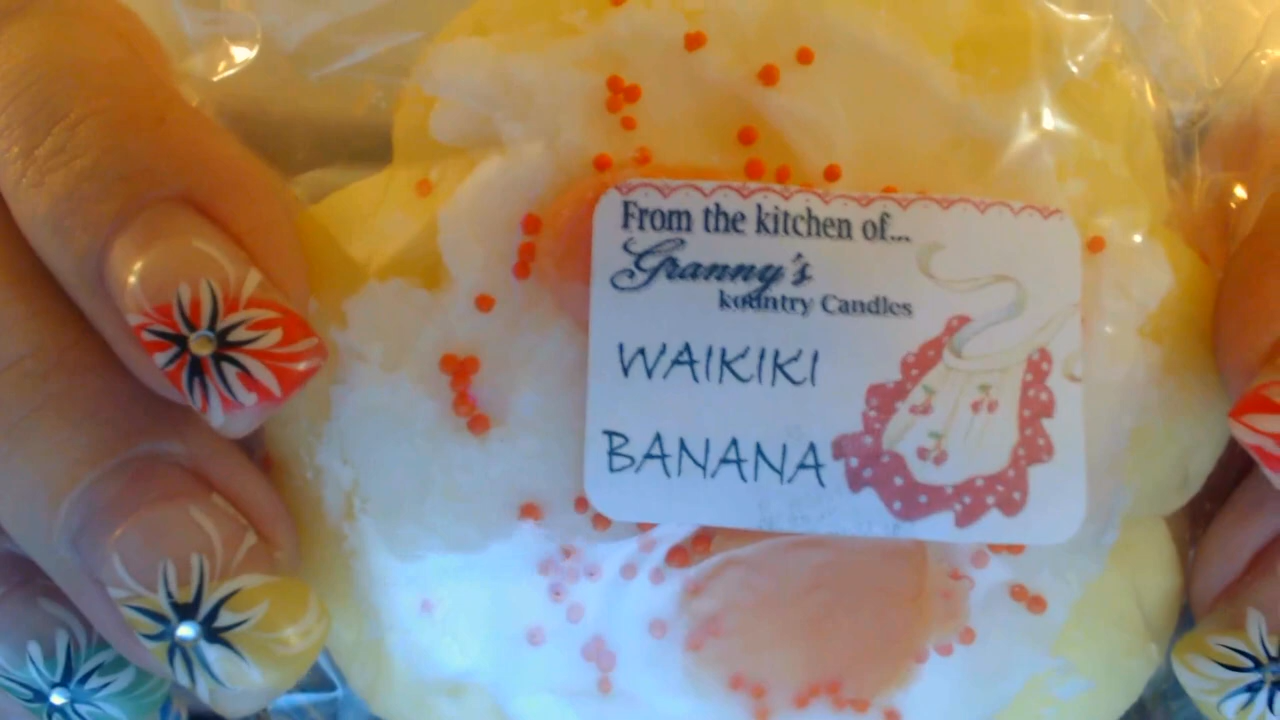 From the kitchen of...
Granny's
kountry Candles
WAIKIKI
BANANA